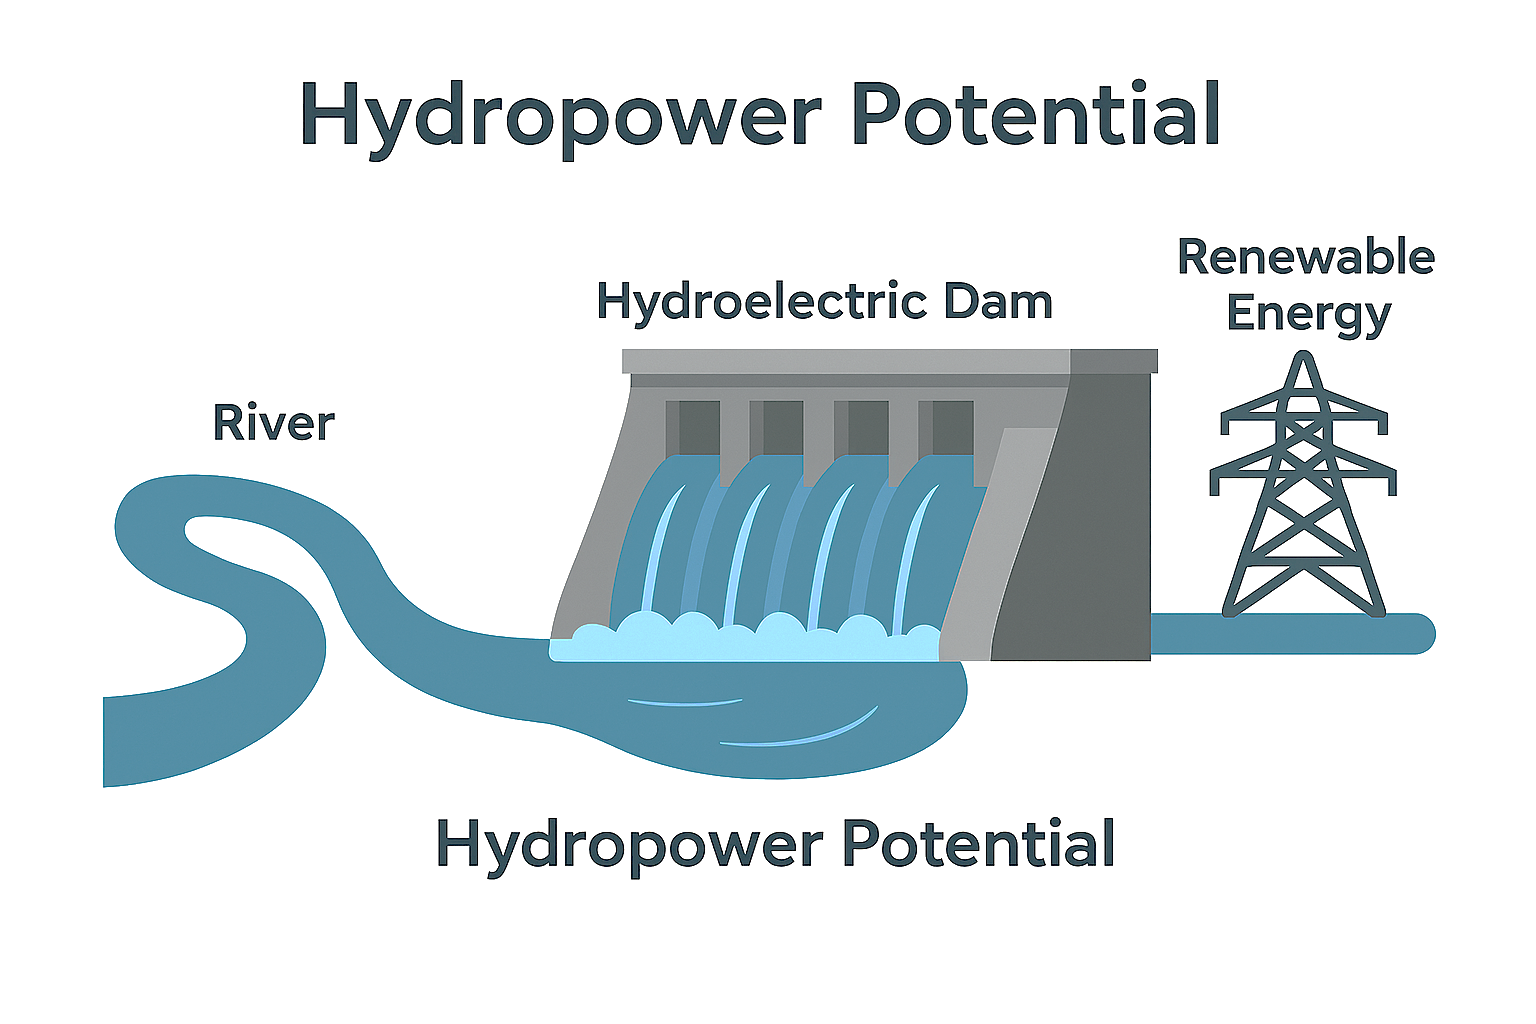 Hydropower Potential
Renewable
Energy
Hydroelectric Dam
River
Hydropower Potential